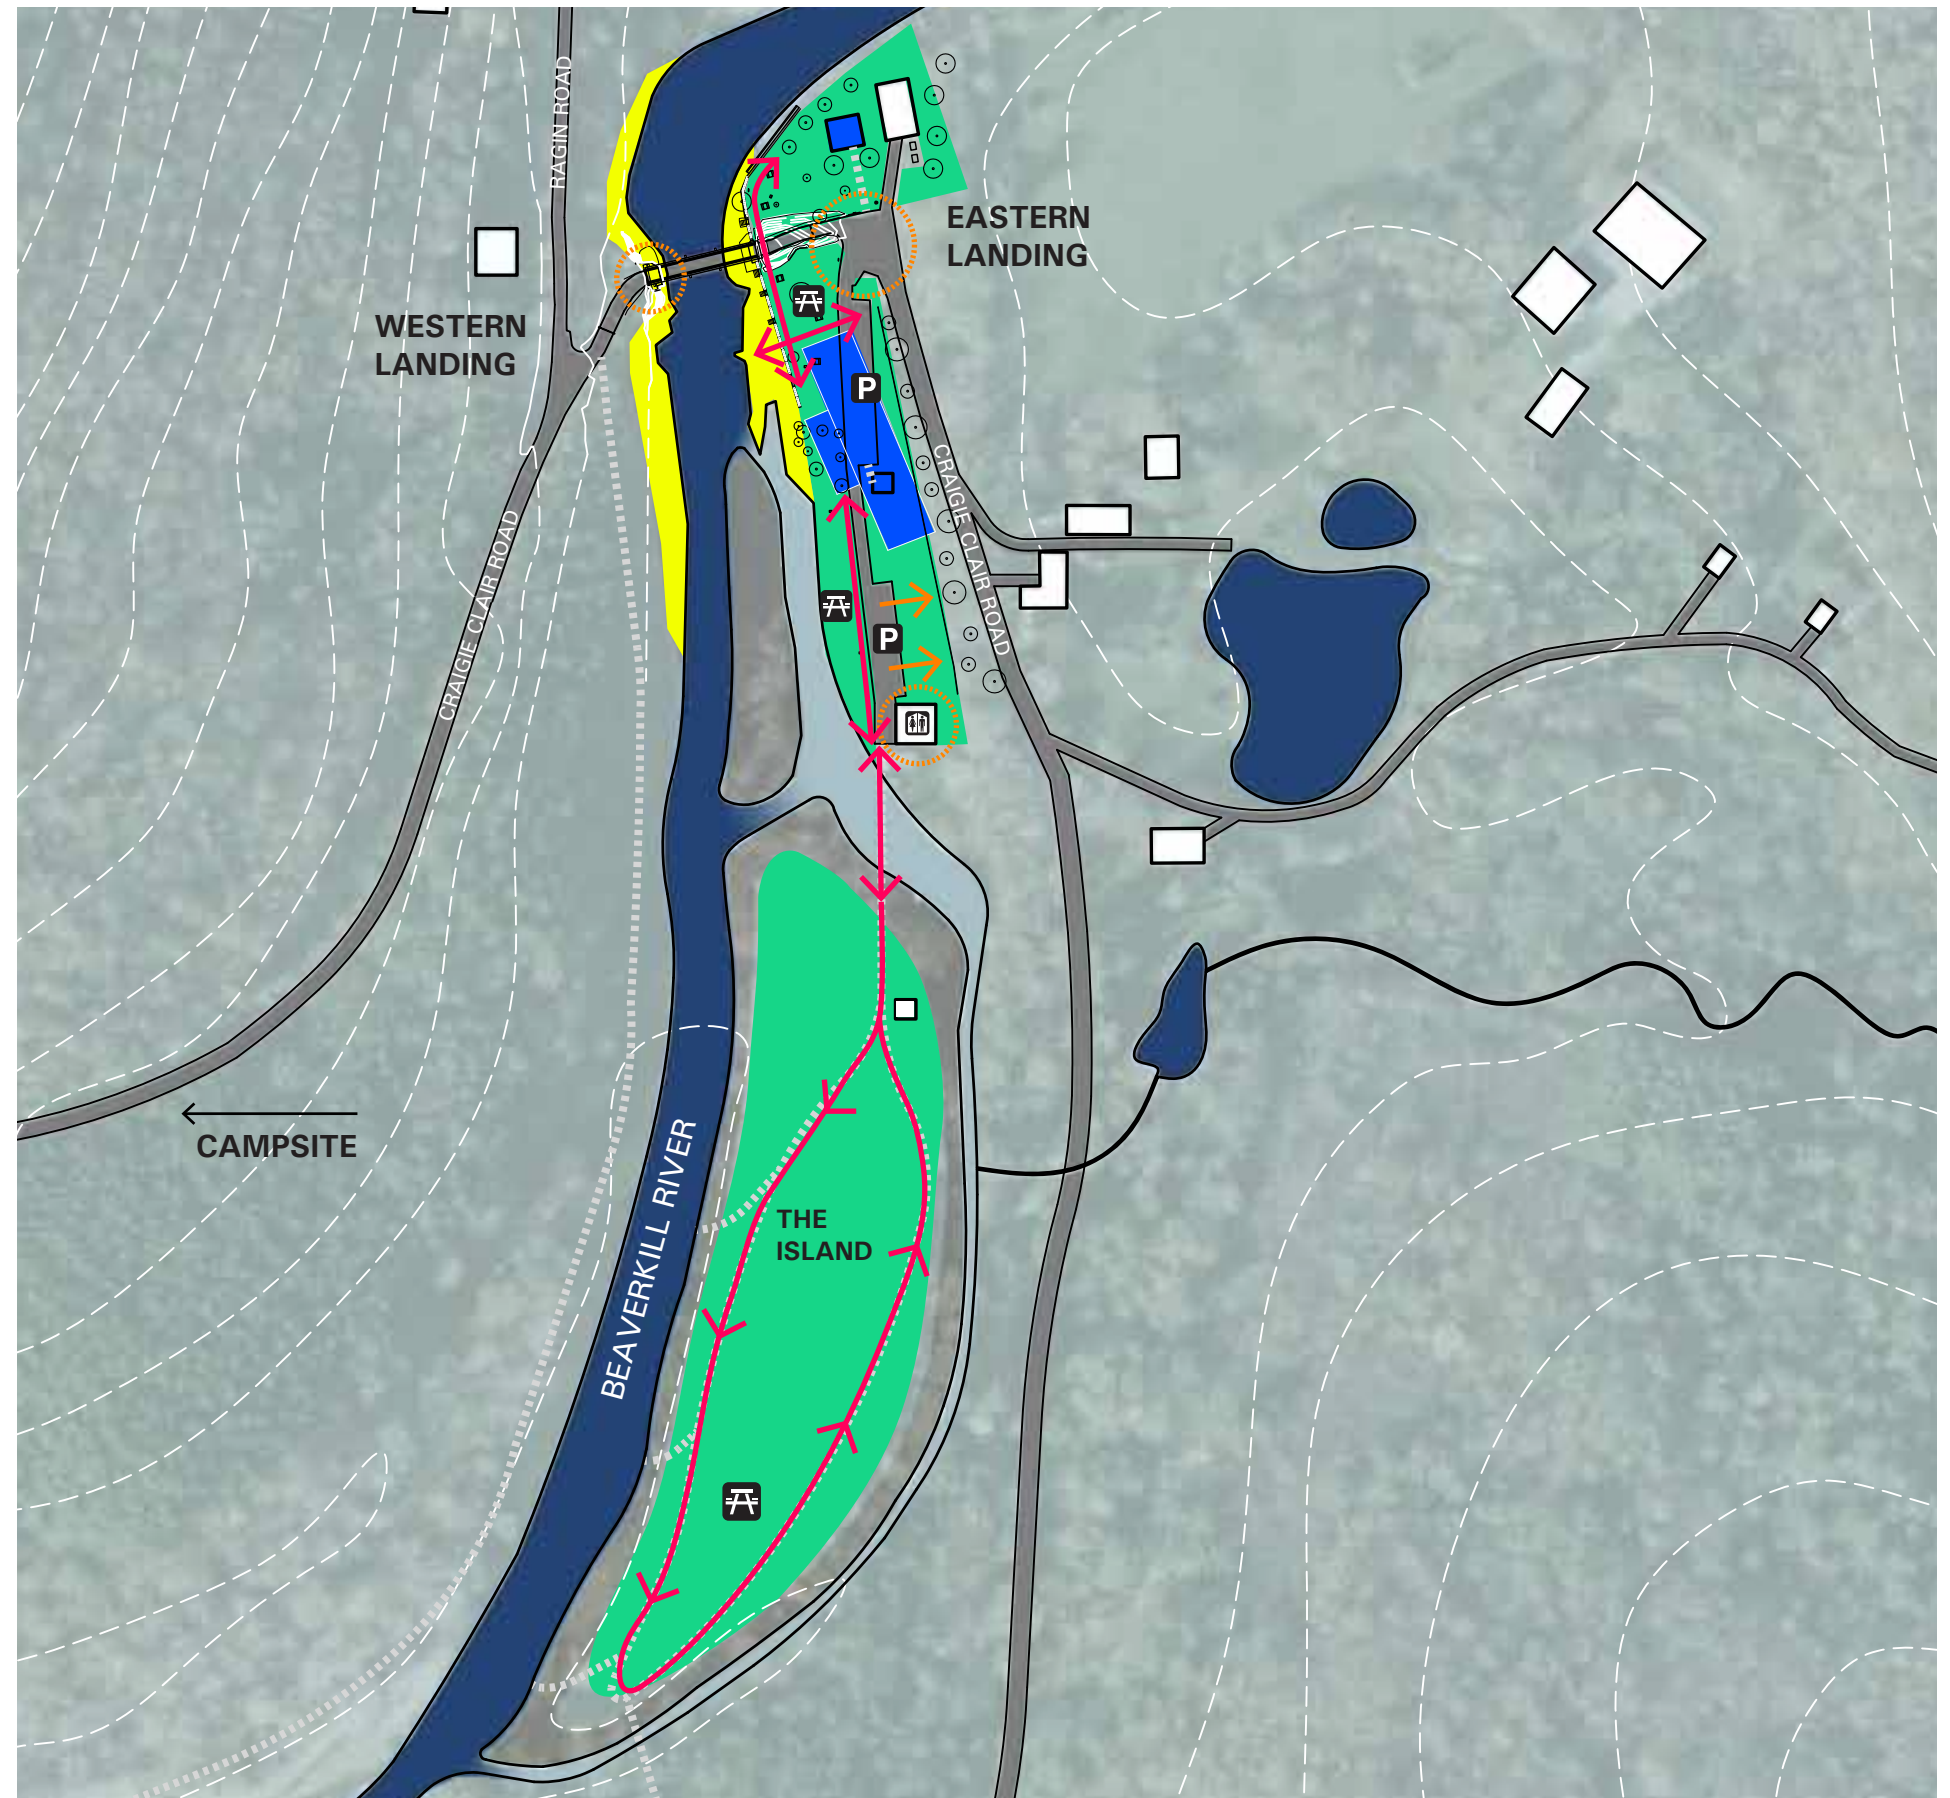 RAGIN ROAD
EASTERN
LANDING
WESTERN
LANDING
P
CRAIGIE CLAIR ROAD
CRAIGIE CLAIR ROAD
P
CAMPSITE
BEAVERKILL RIVER
THE
ISLAND